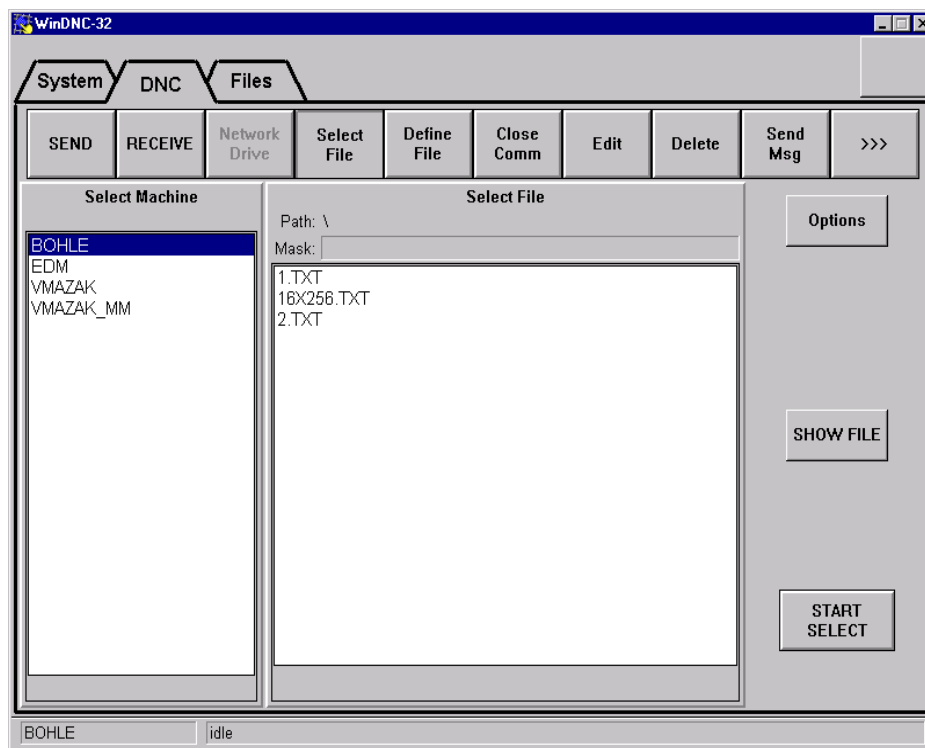 WinDNC-32
System DNC Files
SEND RECEIVE Network Drive Select File Define File Close Comm Edit Delete Send Msg >>>
Select Machine
BOHLE
EDM
VMAZAK
VMAZAK_MM
Select File
Path: \
Mask:
1.TXT
16X256.TXT
2.TXT
Options
SHOW FILE
START
SELECT
BOHLE idle